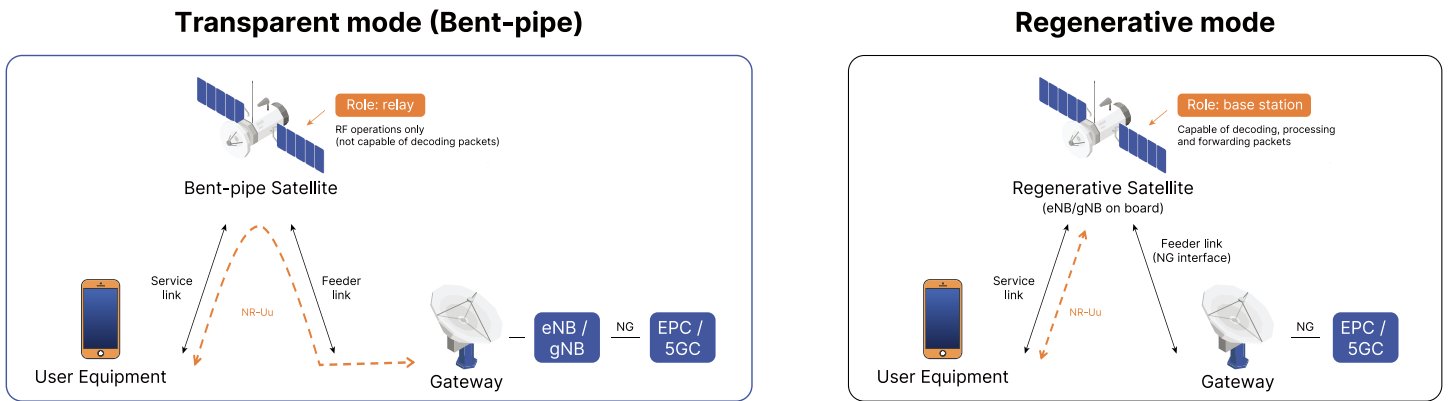 Transparent mode (Bent-pipe)
Role: relay
RF operations only
(not capable of decoding packets)
Bent-pipe Satellite
Service
link
NR-Uu
Feeder
link
User Equipment
Gateway
eNB /
gNB
NG
EPC /
5GC
Regenerative mode
Role: base station
Capable of decoding, processing
and forwarding packets
Regenerative Satellite
(eNB/gNB on board)
Service
link
NR-Uu
Feeder link
(NG interface)
User Equipment
Gateway
NG
EPC /
5GC